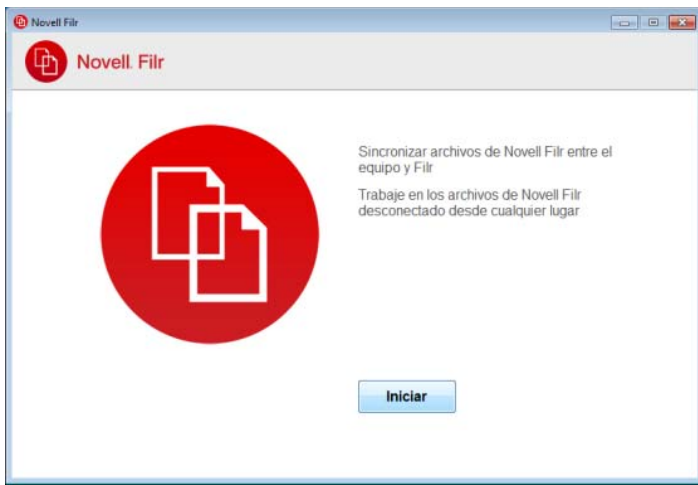 Novell Filr
Novell. Filr
Sincronizar archivos de Novell Filr entre el
equipo y Filr
Trabaje en los archivos de Novell Filr
desconectado desde cualquier lugar
Iniciar